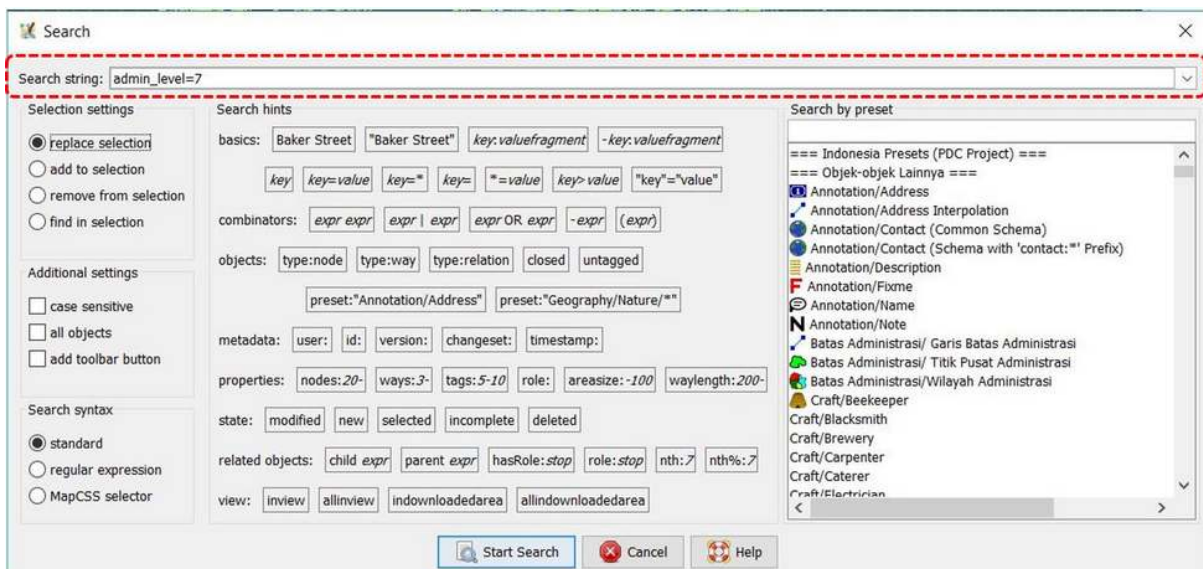 Search
Search string: admin_level=7
Selection settings
replace selection
add to selection
remove from selection
find in selection
Additional settings
case sensitive
all objects
add toolbar button
Search syntax
standard
regular expression
MapCSS selector
Search hints
basics: Baker Street "Baker Street" key:valuefragment -key:valuefragment
key key=value key=* key= *=value key>value "key"="value"
combinators: expr expr expr | expr expr OR expr -expr (expr)
objects: type:node type:way type:relation closed untagged
preset:"Annotation/Address" preset:"Geography/Nature/*"
metadata: user: id: version: changeset: timestamp:
properties: nodes:20- ways:3- tags:5-10 role: areasize:-100 waylength:200-
state: modified new selected incomplete deleted
related objects: child expr parent expr hasRole:stop role:stop nth:7 nth%:7
view: inview allinview indownloadedarea allindownloadedarea
Search by preset
=== Indonesia Presets (PDC Project) ===
=== Objek-objek Lainnya ===
Annotation/Address
Annotation/Address Interpolation
Annotation/Contact (Common Schema)
Annotation/Contact (Schema with 'contact:*' Prefix)
Annotation/Description
Annotation/Fixme
Annotation/Name
Annotation/Note
Batas Administrasi/ Garis Batas Administrasi
Batas Administrasi/ Titik Pusat Administrasi
Batas Administrasi/Wilayah Administrasi
Craft/Beekeeper
Craft/Blacksmith
Craft/Brewery
Craft/Carpenter
Craft/Caterer
Craft/Electrician
Start Search Cancel Help